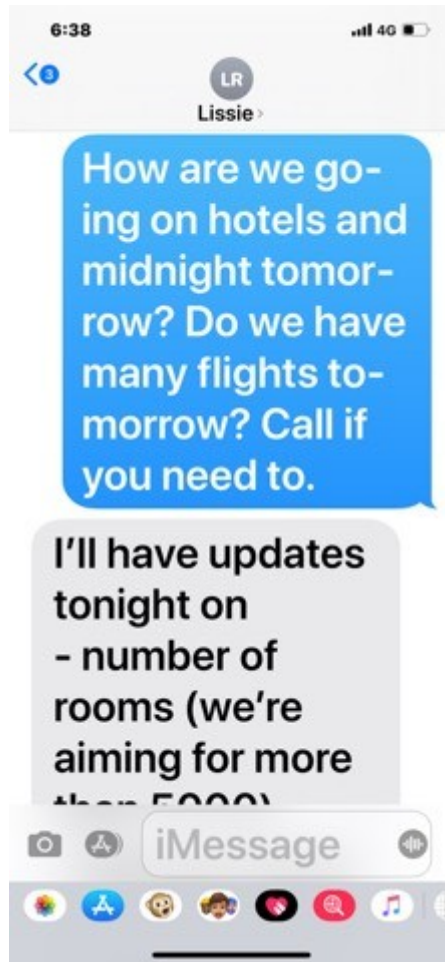 6:38
4G
3
LR
Lissie
How are we go-
ing on hotels and
midnight tomor-
row? Do we have
many flights to-
morrow? Call if
you need to.
I’ll have updates
tonight on
- number of
rooms (we’re
aiming for more
than 5000)
iMessage